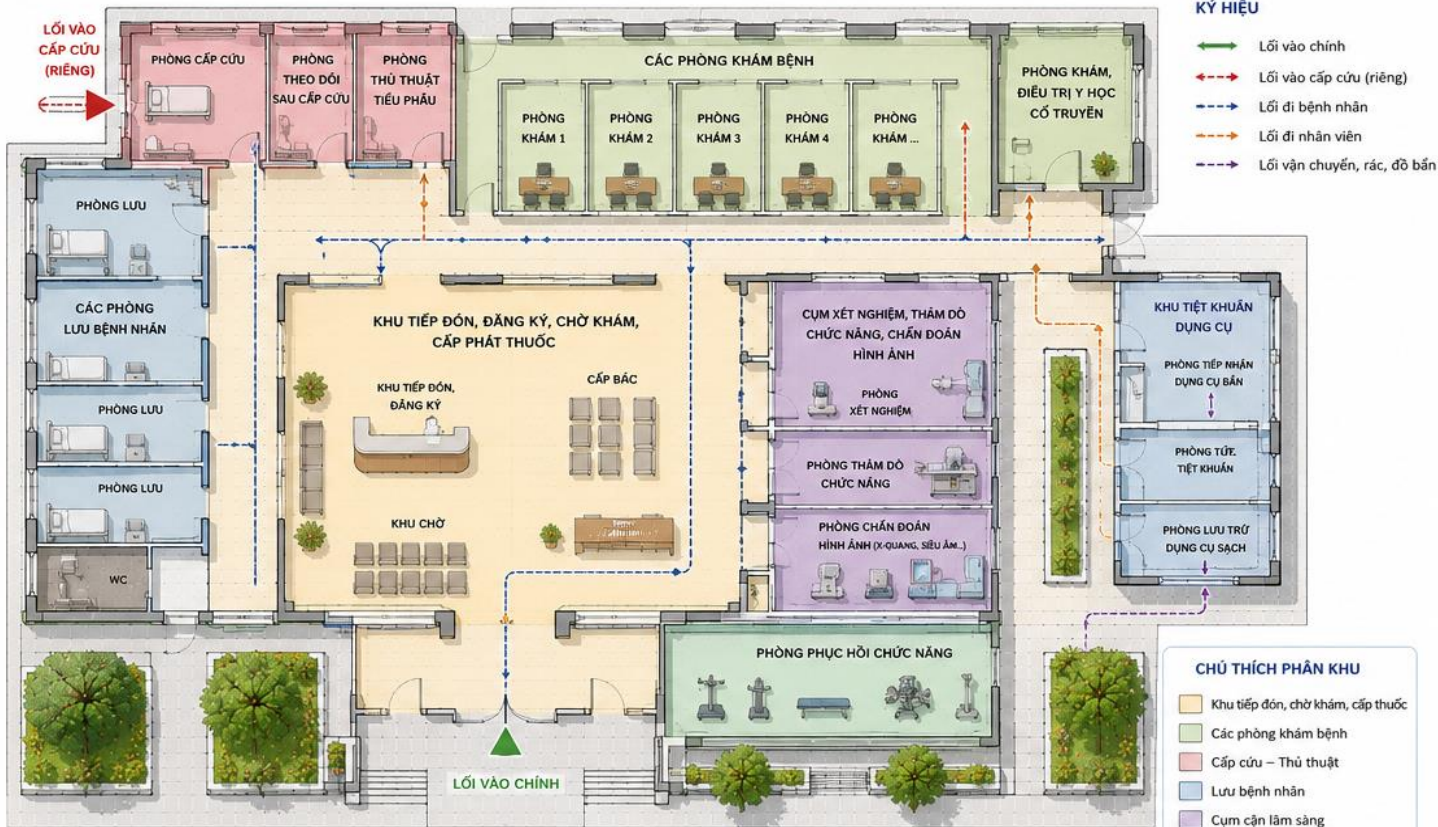 LỐI VÀO
CẤP CỨU
(RIÊNG)
PHÒNG CẤP CỨU
PHÒNG
THEO DÕI
SAU CẤP CỨU
PHÒNG
THỦ THUẬT
TIỂU PHẪU
CÁC PHÒNG KHÁM BỆNH
PHÒNG
KHÁM 1
PHÒNG
KHÁM 2
PHÒNG
KHÁM 3
PHÒNG
KHÁM 4
PHÒNG
KHÁM ...
PHÒNG KHÁM,
ĐIỀU TRỊ Y HỌC
CỔ TRUYỀN
KÝ HIỆU
Lối vào chính
Lối vào cấp cứu (riêng)
Lối đi bệnh nhân
Lối đi nhân viên
Lối vận chuyển, rác, đồ bẩn
PHÒNG LƯU
CÁC PHÒNG
LƯU BỆNH NHÂN
PHÒNG LƯU
PHÒNG LƯU
WC
KHU TIẾP ĐÓN, ĐĂNG KÝ, CHỜ KHÁM,
CẤP PHÁT THUỐC
KHU TIẾP ĐÓN,
ĐĂNG KÝ
CẤP BÁC
KHU CHỜ
CỤM XÉT NGHIỆM, THĂM DÒ
CHỨC NĂNG, CHẨN ĐOÁN
HÌNH ẢNH
PHÒNG
XÉT NGHIỆM
PHÒNG THĂM DÒ
CHỨC NĂNG
PHÒNG CHẨN ĐOÁN
HÌNH ẢNH (X-QUANG, SIÊU ÂM...)
PHÒNG PHỤC HỒI CHỨC NĂNG
KHU TIỆT KHUẨN
DỤNG CỤ
PHÒNG TIẾP NHẬN
DỤNG CỤ BẨN
PHÒNG
TIỆT KHUẨN
PHÒNG LƯU TRỮ
DỤNG CỤ SẠCH
LỐI VÀO CHÍNH
CHÚ THÍCH PHÂN KHU
Khu tiếp đón, chờ khám, cấp thuốc
Các phòng khám bệnh
Cấp cứu – Thủ thuật
Lưu bệnh nhân
Cụm cận lâm sàng